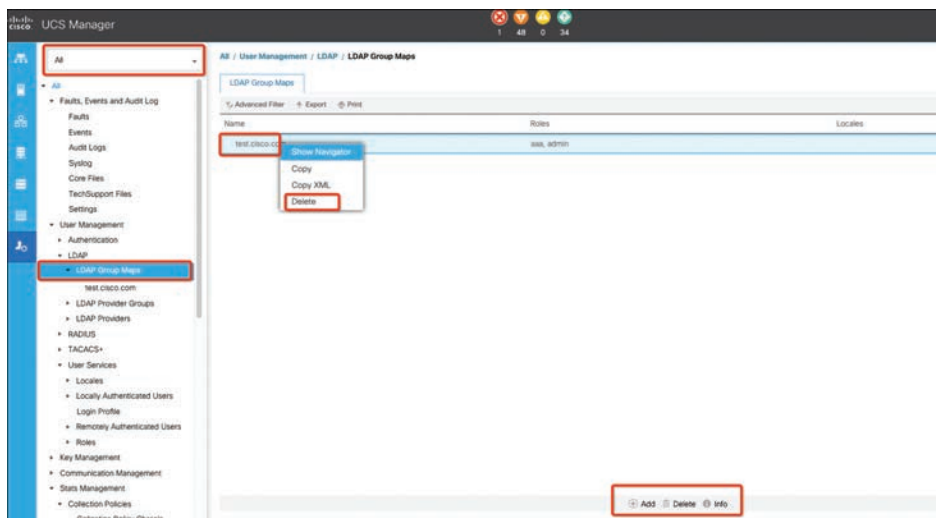 cisco. UCS Manager
1 48 0 34
All
All / User Management / LDAP / LDAP Group Maps
LDAP Group Maps
Advanced Filter Export Print
Name Roles Locales
test.cisco.com aaa, admin
Show Navigator
Copy
Copy XML
Delete
All
Faults, Events and Audit Log
Faults
Events
Audit Logs
Syslog
Core Files
TechSupport Files
Settings
User Management
Authentication
LDAP
LDAP Group Maps
test.cisco.com
LDAP Provider Groups
LDAP Providers
RADIUS
TACACS+
User Services
Locales
Locally Authenticated Users
Login Profile
Remotely Authenticated Users
Roles
Key Management
Communication Management
Stats Management
Collection Policies
Add Delete Info